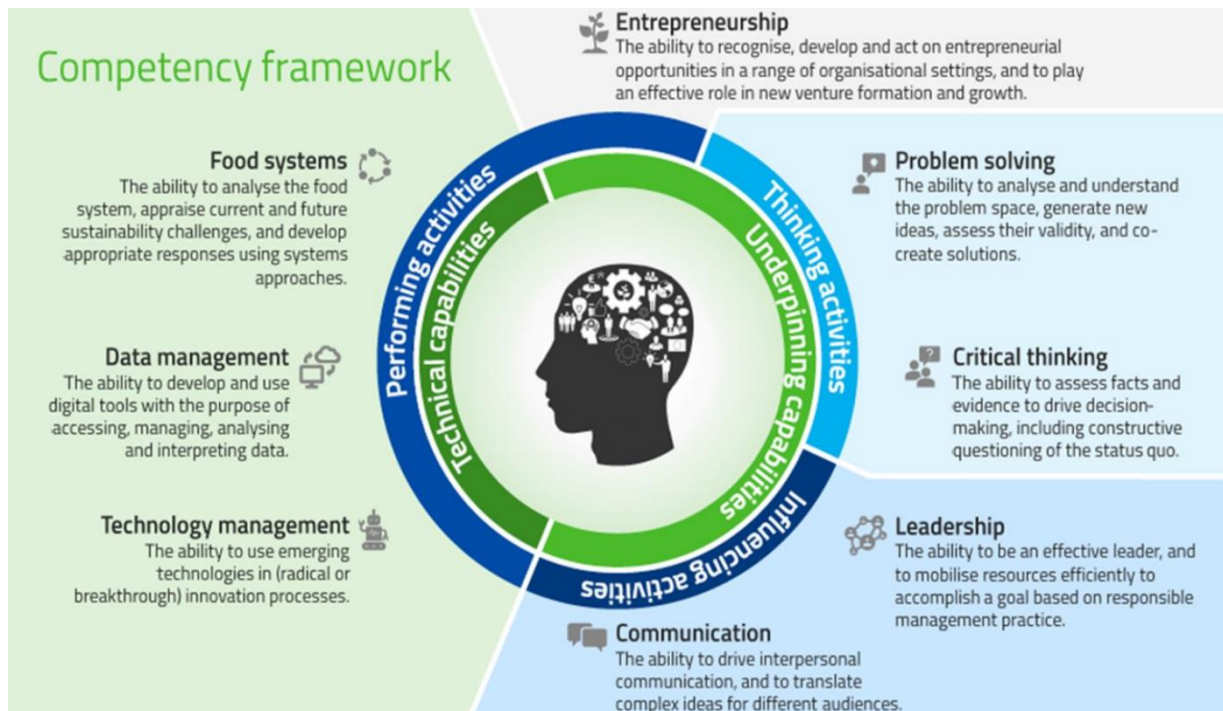 Competency framework
Entrepreneurship
The ability to recognise, develop and act on entrepreneurial
opportunities in a range of organisational settings, and to play
an effective role in new venture formation and growth.
Food systems
The ability to analyse the food
system, appraise current and future
sustainability challenges, and develop
appropriate responses using systems
approaches.
Data management
The ability to develop and use
digital tools with the purpose of
accessing, managing, analysing
and interpreting data.
Technology management
The ability to use emerging
technologies in (radical or
breakthrough) innovation processes.
Performing activities
Technical capabilities
Thinking activities
Underpinning capabilities
Influencing activities
Problem solving
The ability to analyse and understand
the problem space, generate new
ideas, assess their validity, and co-
create solutions.
Critical thinking
The ability to assess facts and
evidence to drive decision-
making, including constructive
questioning of the status quo.
Leadership
The ability to be an effective leader, and
to mobilise resources efficiently to
accomplish a goal based on responsible
management practice.
Communication
The ability to drive interpersonal
communication, and to translate
complex ideas for different audiences.